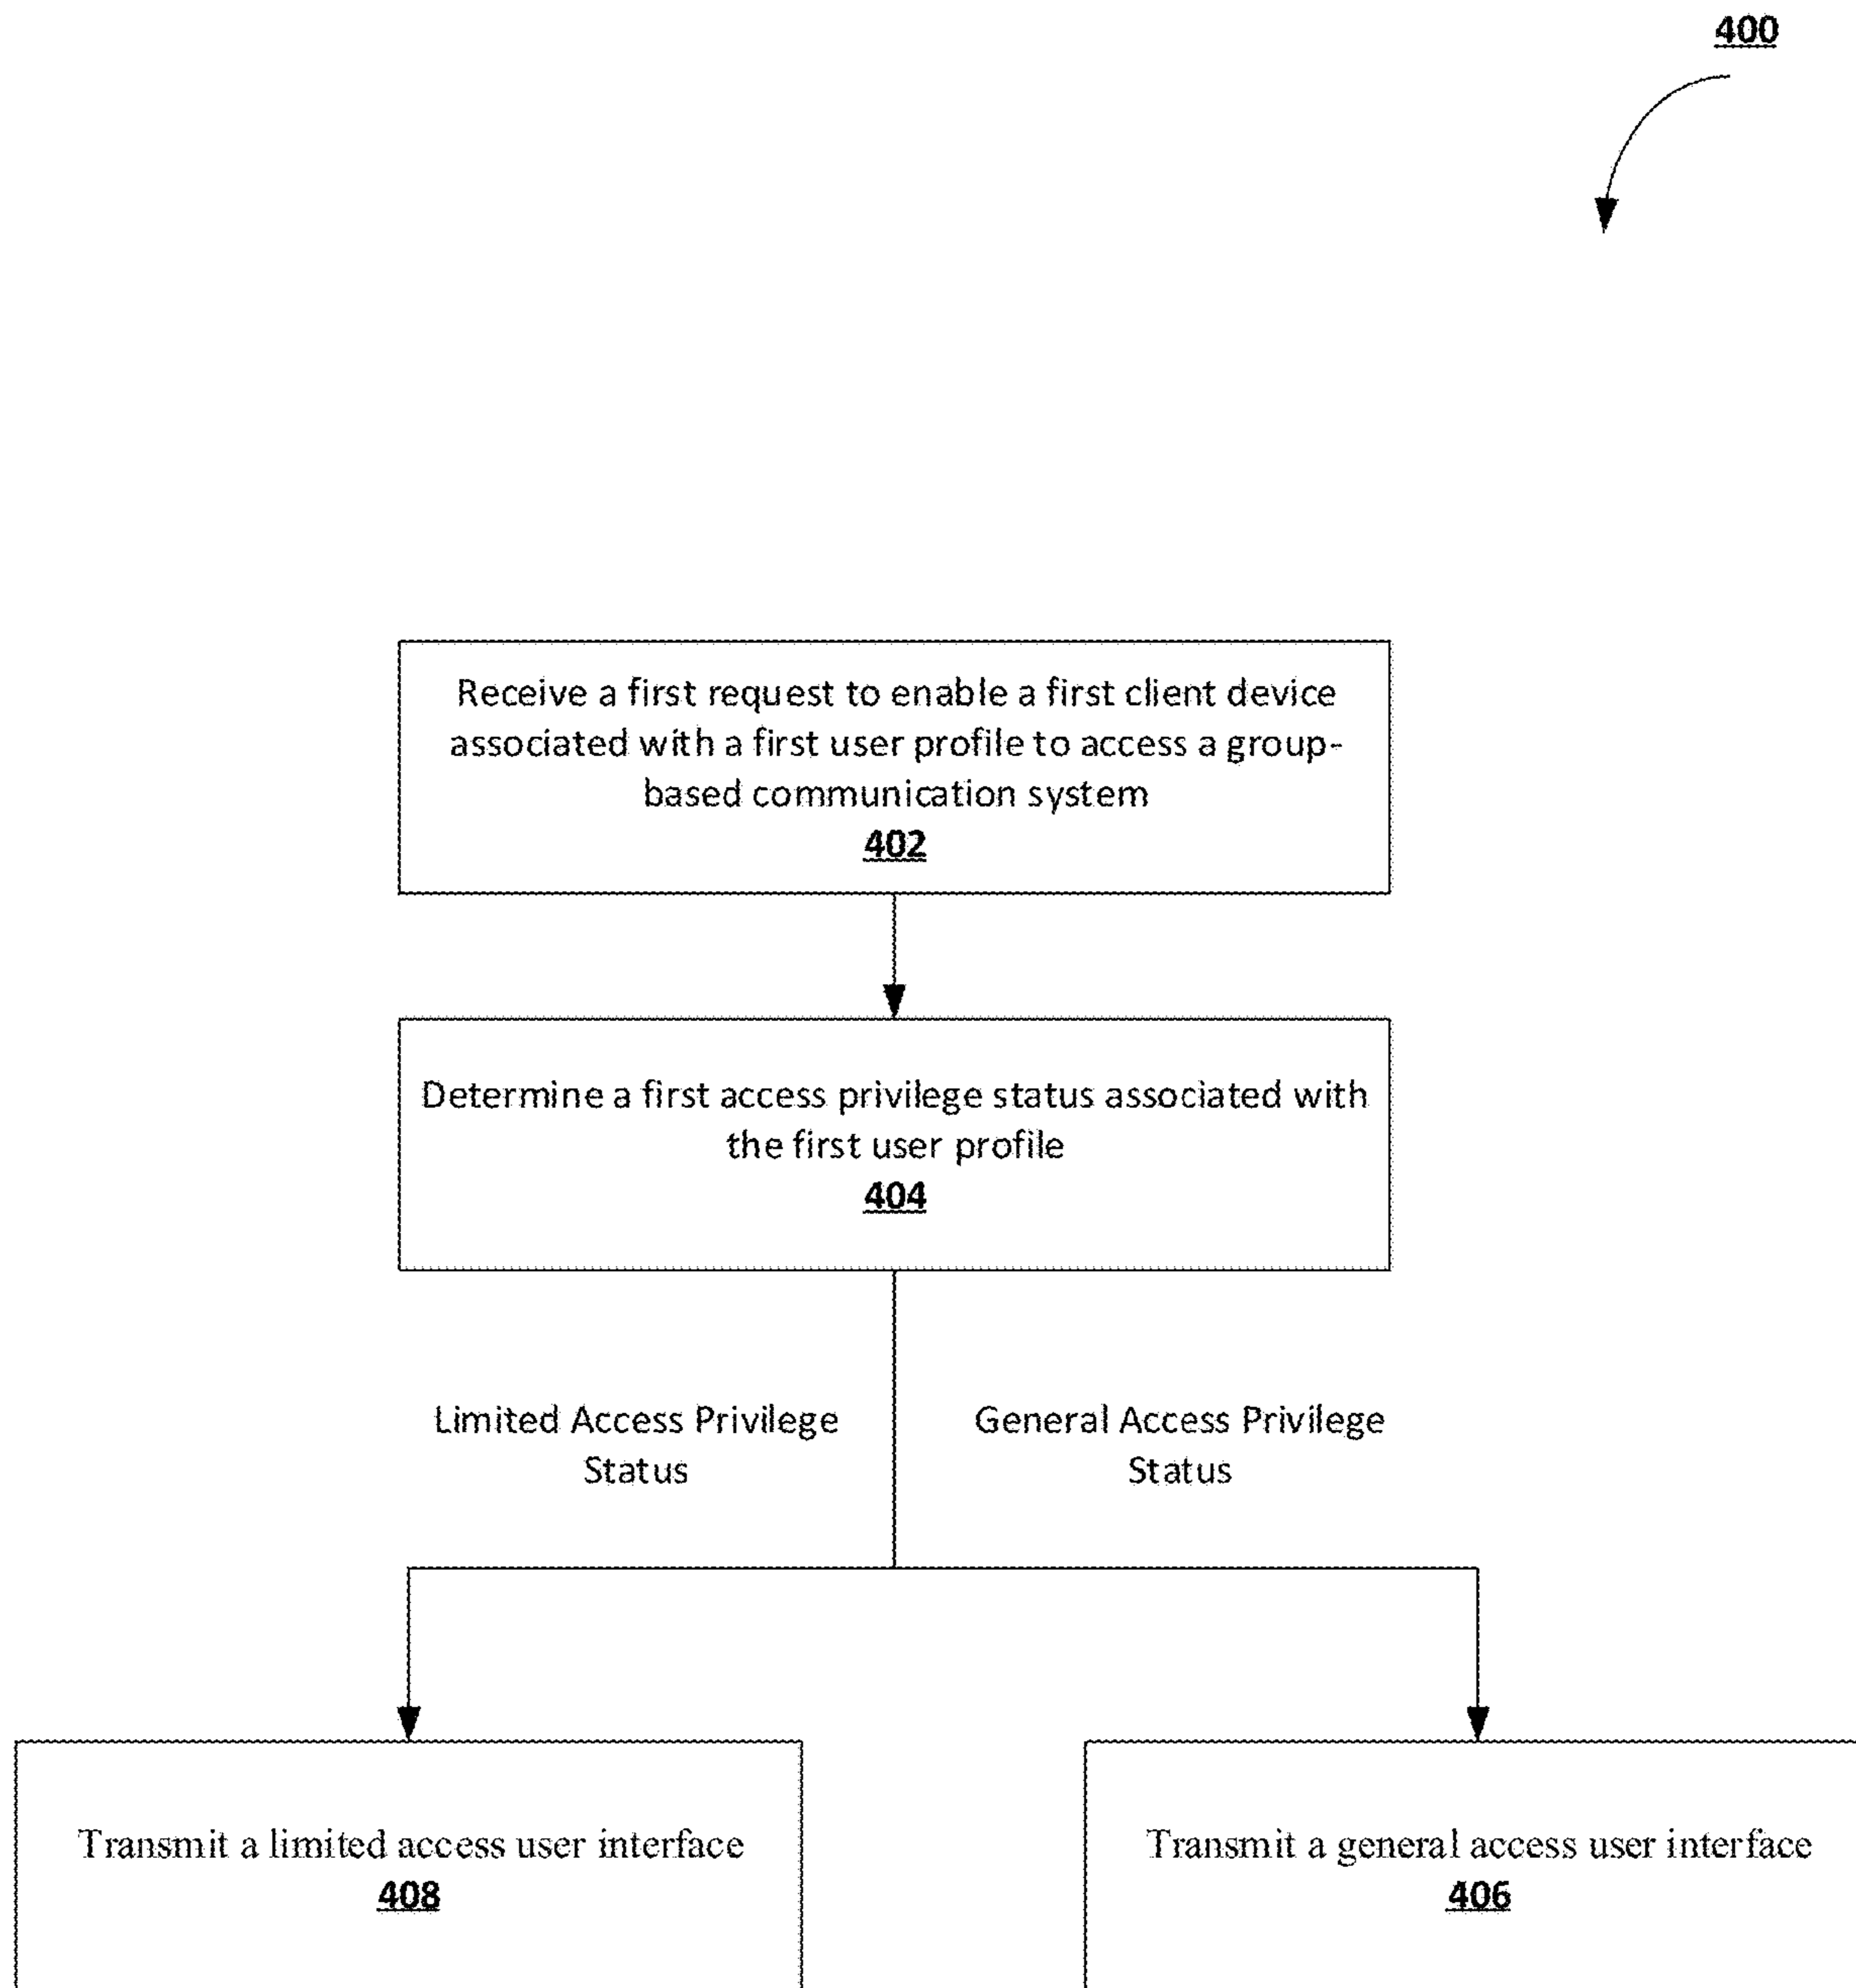 400
Receive a first request to enable a first client device
associated with a first user profile to access a group-
based communication system
402
Determine a first access privilege status associated with
the first user profile
404
Limited Access Privilege
Status
General Access Privilege
Status
Transmit a limited access user interface
408
Transmit a general access user interface
406